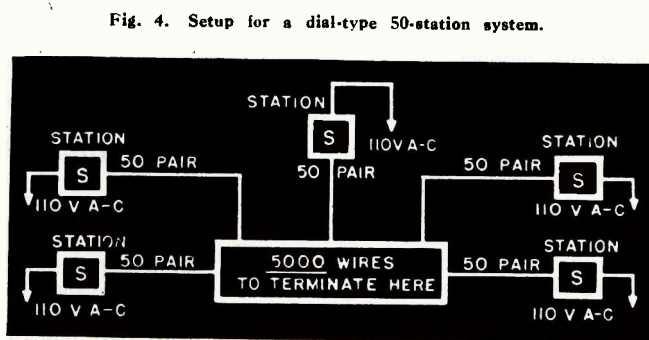 Fig. 4. Setup for a dial-type 50-station system.
STATION
S
110V A-C
50 PAIR
STATION
S
50 PAIR
110 V A-C
STATION
S
50 PAIR
110 V A-C
STATION
S
50 PAIR
110 V A-C
STATION
S
50 PAIR
110 V A-C
5000 WIRES
TO TERMINATE HERE